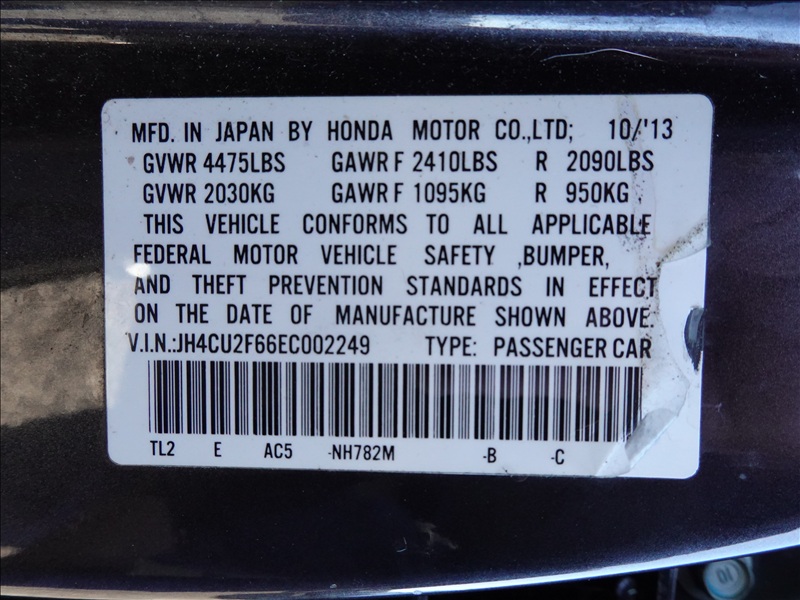 MFD. IN JAPAN BY HONDA MOTOR CO.,LTD; 10/'13
GVWR 4475LBS GAWR F 2410LBS R 2090LBS
GVWR 2030KG GAWR F 1095KG R 950KG
THIS VEHICLE CONFORMS TO ALL APPLICABLE
FEDERAL MOTOR VEHICLE SAFETY ,BUMPER,
AND THEFT PREVENTION STANDARDS IN EFFECT
ON THE DATE OF MANUFACTURE SHOWN ABOVE.
V.I.N.:JH4CU2F66EC002249 TYPE: PASSENGER CAR
TL2 E AC5 -NH782M -B -C
10